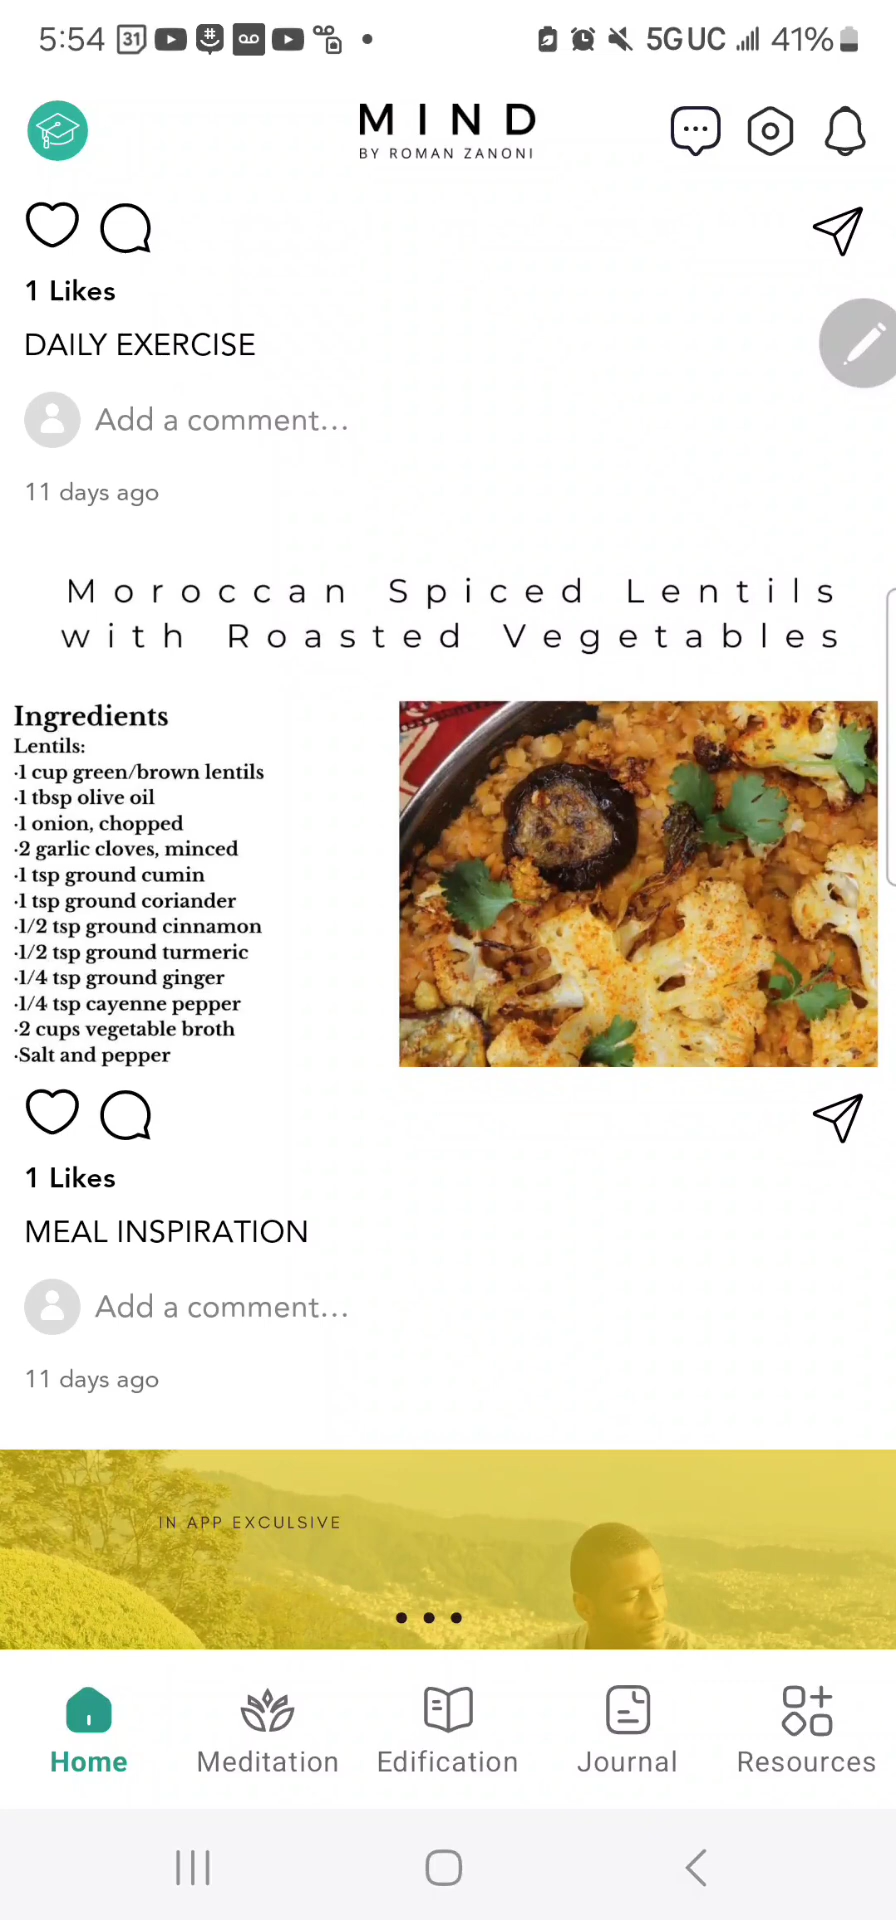 5:54 31 5G UC 41%
MIND
BY ROMAN ZANONI
1 Likes
DAILY EXERCISE
Add a comment...
11 days ago
Moroccan Spiced Lentils
with Roasted Vegetables
Ingredients
Lentils:
·1 cup green/brown lentils
·1 tbsp olive oil
·1 onion, chopped
·2 garlic cloves, minced
·1 tsp ground cumin
·1 tsp ground coriander
·1/2 tsp ground cinnamon
·1/2 tsp ground turmeric
·1/4 tsp ground ginger
·1/4 tsp cayenne pepper
·2 cups vegetable broth
·Salt and pepper
1 Likes
MEAL INSPIRATION
Add a comment...
11 days ago
IN APP EXCULSIVE
Home Meditation Edification Journal Resources